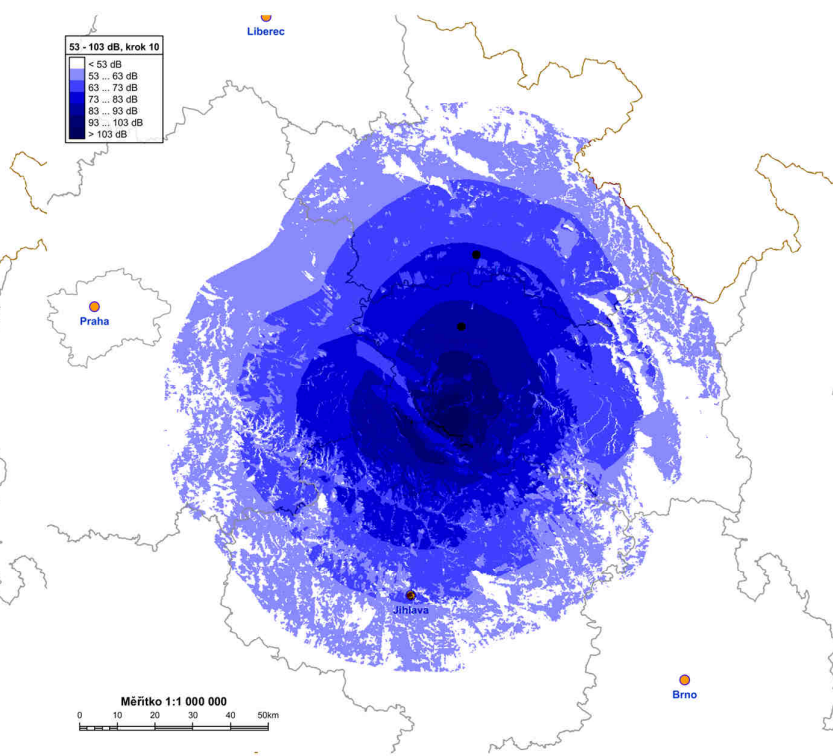 Liberec
53 - 103 dB, krok 10
< 53 dB
53 ... 63 dB
63 ... 73 dB
73 ... 83 dB
83 ... 93 dB
93 ... 103 dB
> 103 dB
Praha
Jihlava
Brno
Měřítko 1:1 000 000
0 10 20 30 40 50km